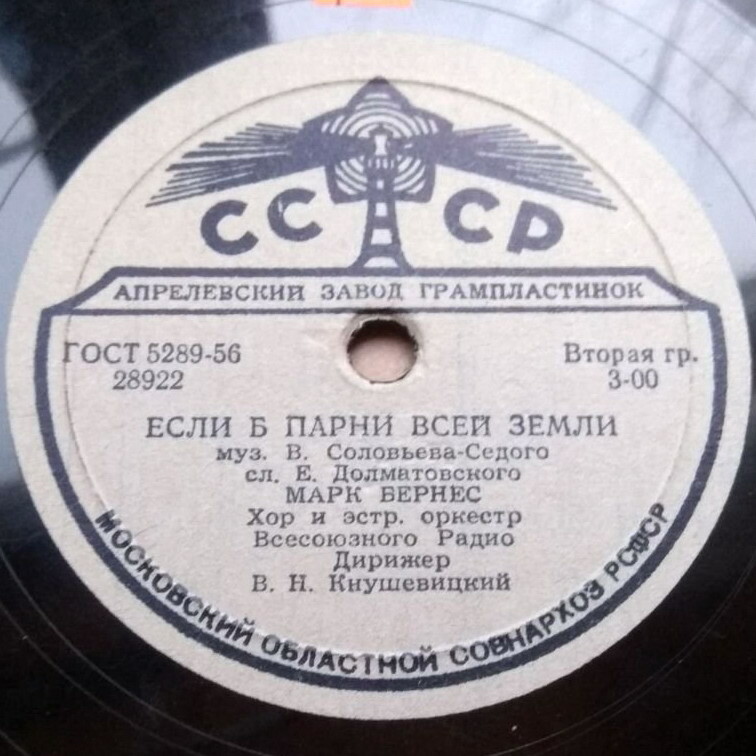 СССР
АПРЕЛЕВСКИЙ ЗАВОД ГРАМПЛАСТИНОК
ГОСТ 5289-56
28922
Вторая гр.
3-00
ЕСЛИ Б ПАРНИ ВСЕЙ ЗЕМЛИ
муз. В. Соловьева-Седого
сл. Е. Долматовского
МАРК БЕРНЕС
Хор и эстр. оркестр
Всесоюзного Радио
Дирижер
В. Н. Кнушевицкий
МОСКОВСКИЙ ОБЛАСТНОЙ СОВНАРХОЗ РСФСР